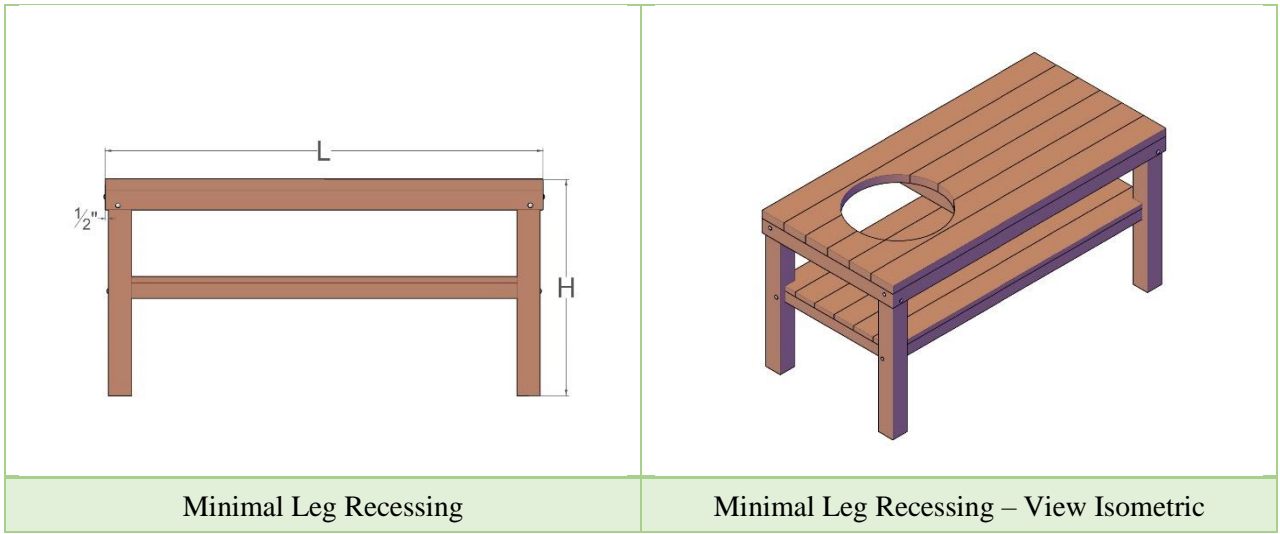 L
½"
H
Minimal Leg Recessing
Minimal Leg Recessing – View Isometric